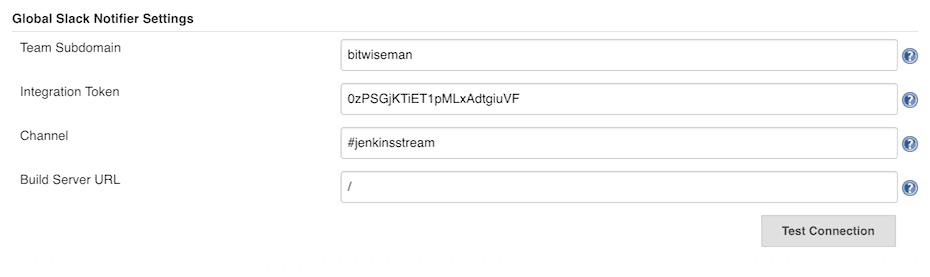 Global Slack Notifier Settings
Team Subdomain
bitwiseman
?
Integration Token
0zPSGjKTiET1pMLxAdtgiuVF
?
Channel
#jenkinsstream
?
Build Server URL
/
?
Test Connection